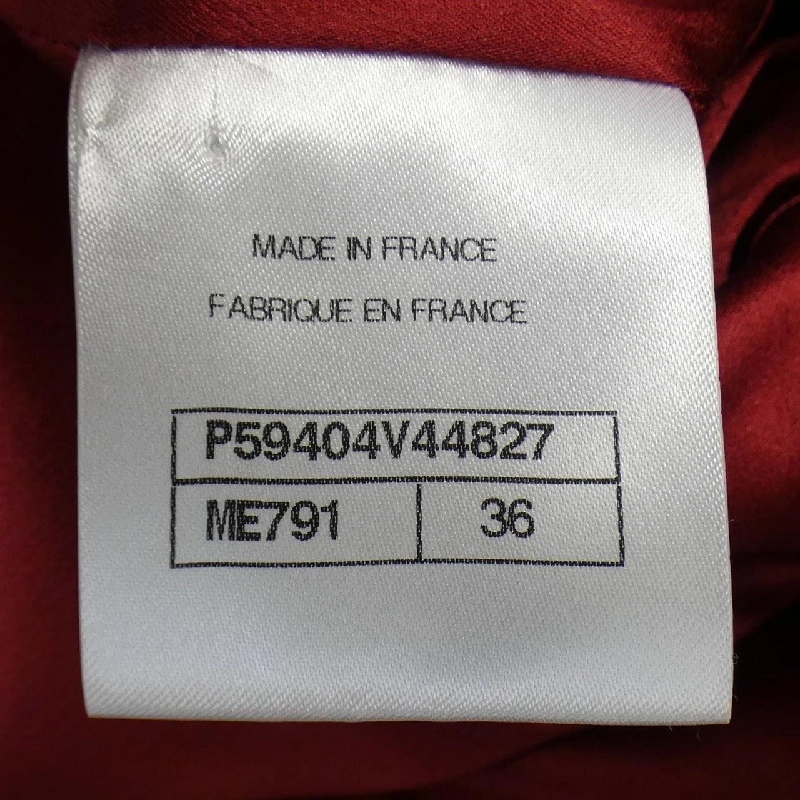 MADE IN FRANCE
FABRIQUE EN FRANCE
P59404V44827
ME791 36